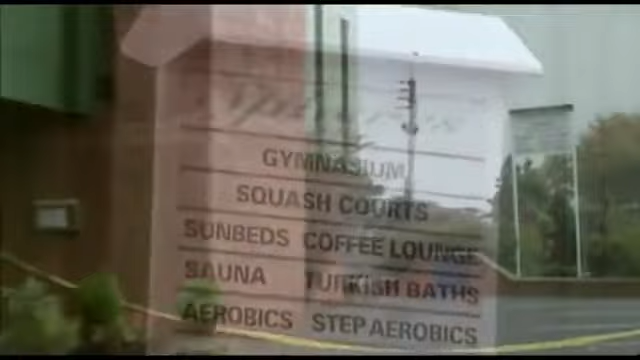 GYMNASIUM
SQUASH COURTS
SUNBEDS COFFEE LOUNGE
SAUNA TURKISH BATHS
AEROBICS STEP AEROBICS